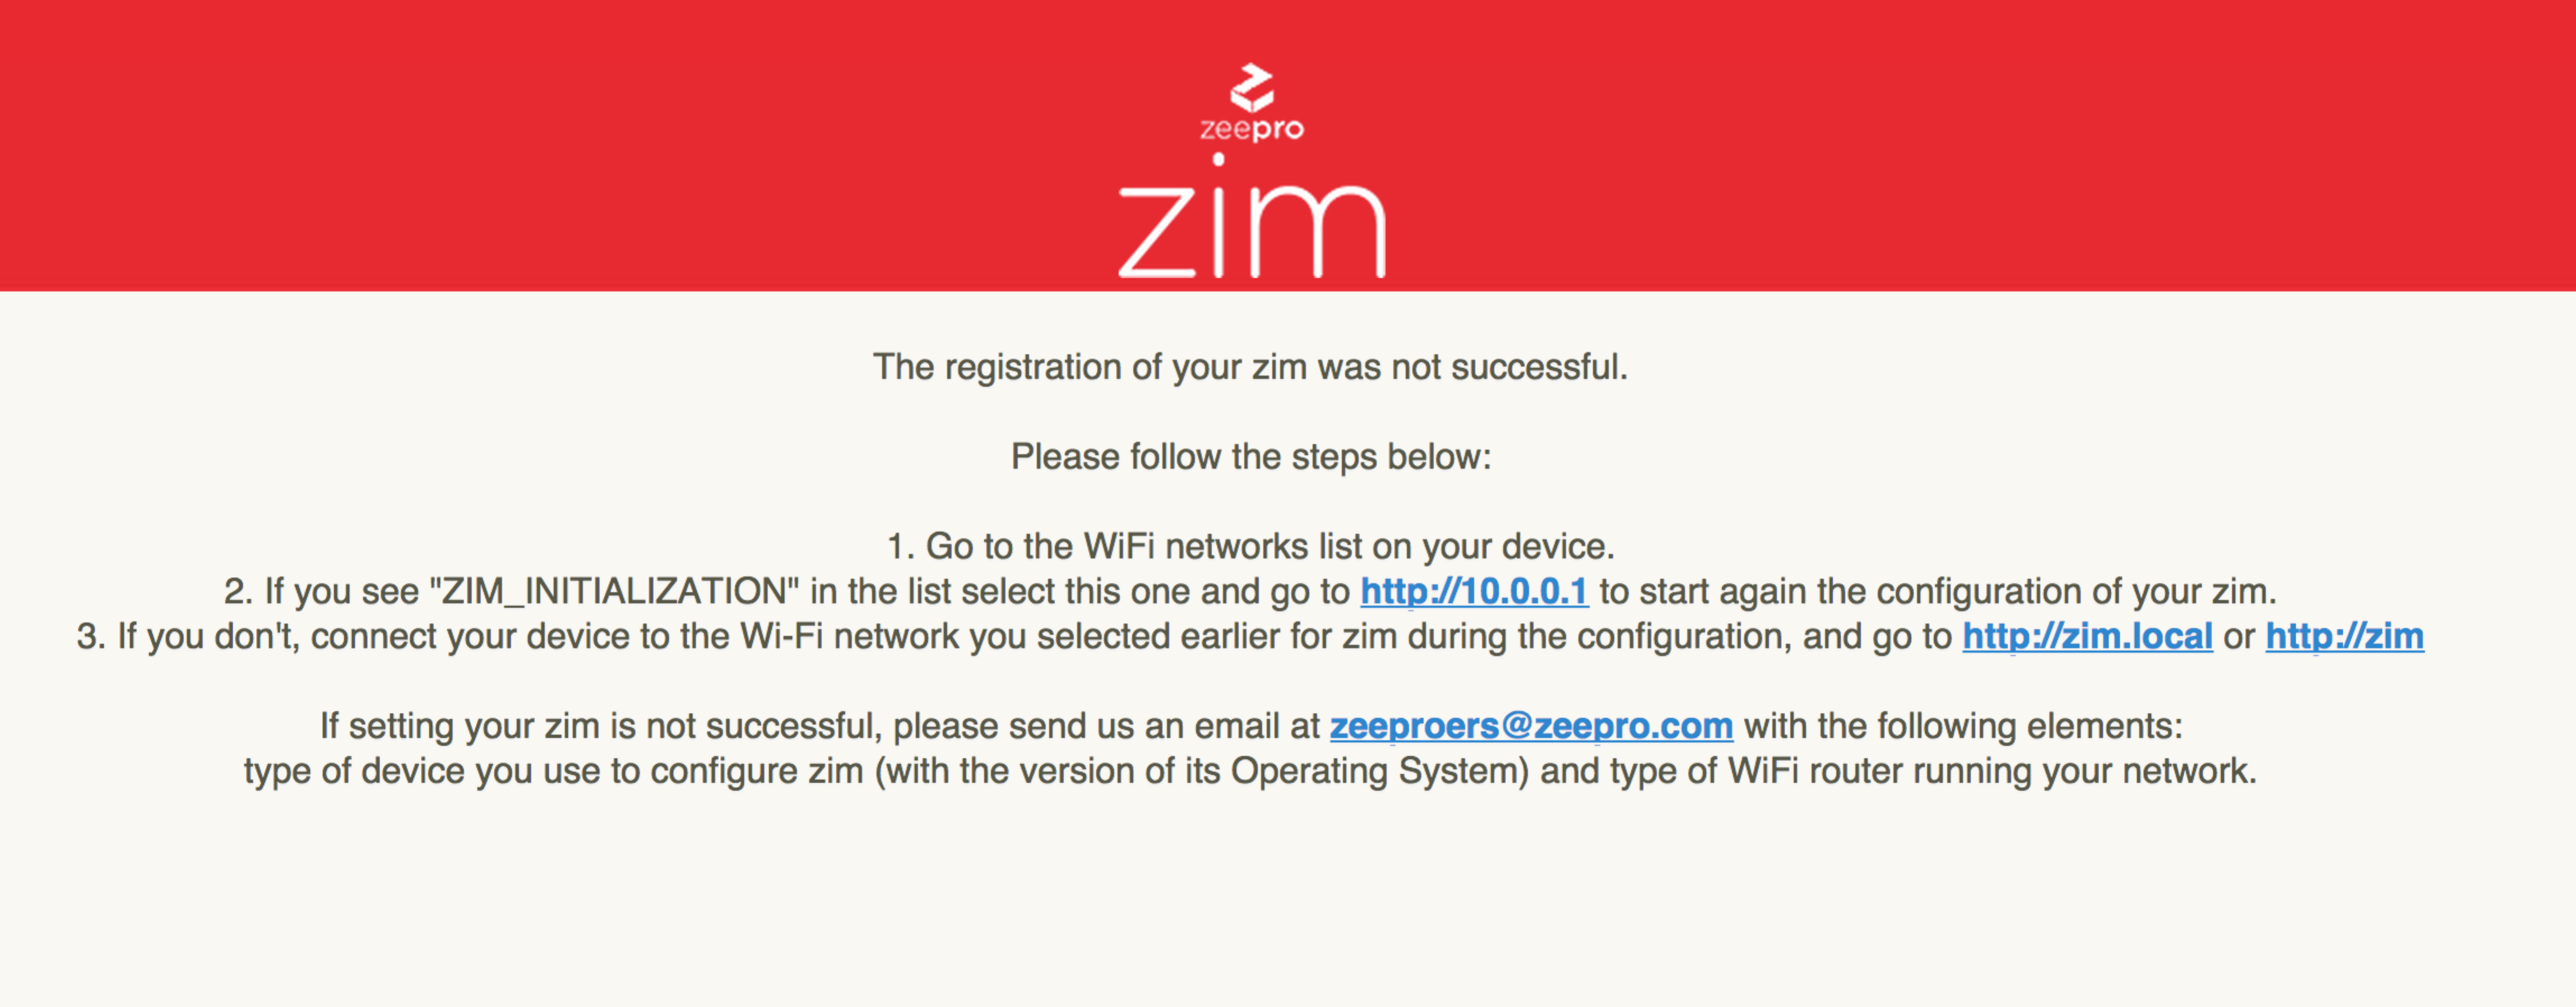 zeepro
zim
The registration of your zim was not successful.
Please follow the steps below:
1. Go to the WiFi networks list on your device.
2. If you see "ZIM_INITIALIZATION" in the list select this one and go to http://10.0.0.1 to start again the configuration of your zim.
3. If you don't, connect your device to the Wi-Fi network you selected earlier for zim during the configuration, and go to http://zim.local or http://zim
If setting your zim is not successful, please send us an email at zeeproers@zeepro.com with the following elements:
type of device you use to configure zim (with the version of its Operating System) and type of WiFi router running your network.